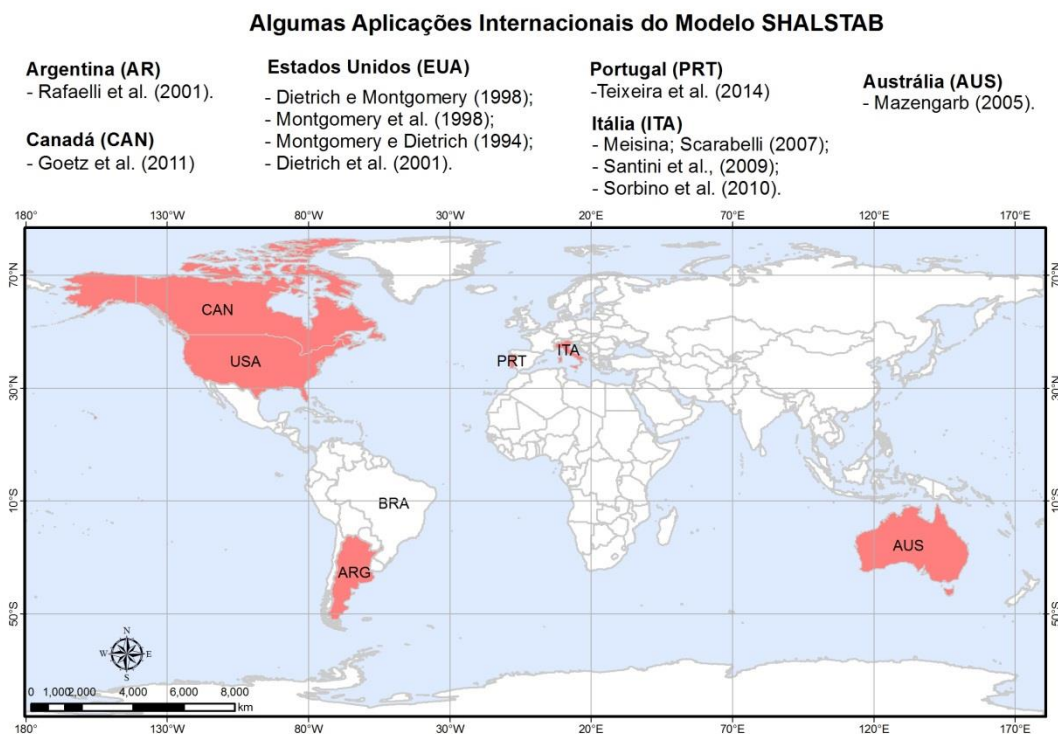 Algumas Aplicações Internacionais do Modelo SHALSTAB
Argentina (AR)
- Rafaelli et al. (2001).
Canadá (CAN)
- Goetz et al. (2011)
Estados Unidos (EUA)
- Dietrich e Montgomery (1998);
- Montgomery et al. (1998);
- Montgomery e Dietrich (1994);
- Dietrich et al. (2001).
Portugal (PRT)
-Teixeira et al. (2014)
Itália (ITA)
- Meisina; Scarabelli (2007);
- Santini et al., (2009);
- Sorbino et al. (2010).
Austrália (AUS)
- Mazengarb (2005).
180° 130°W 80°W 30°W 20°E 70°E 120°E 170°E
70°N 70°N
CAN
USA
PRT
ITA
30°N 30°N
10°S 10°S
BRA
AUS
ARG
50°S 50°S
N
W E
S
0 1,000 2,000 4,000 6,000 8,000
km
180° 130°W 80°W 30°W 20°E 70°E 120°E 170°E